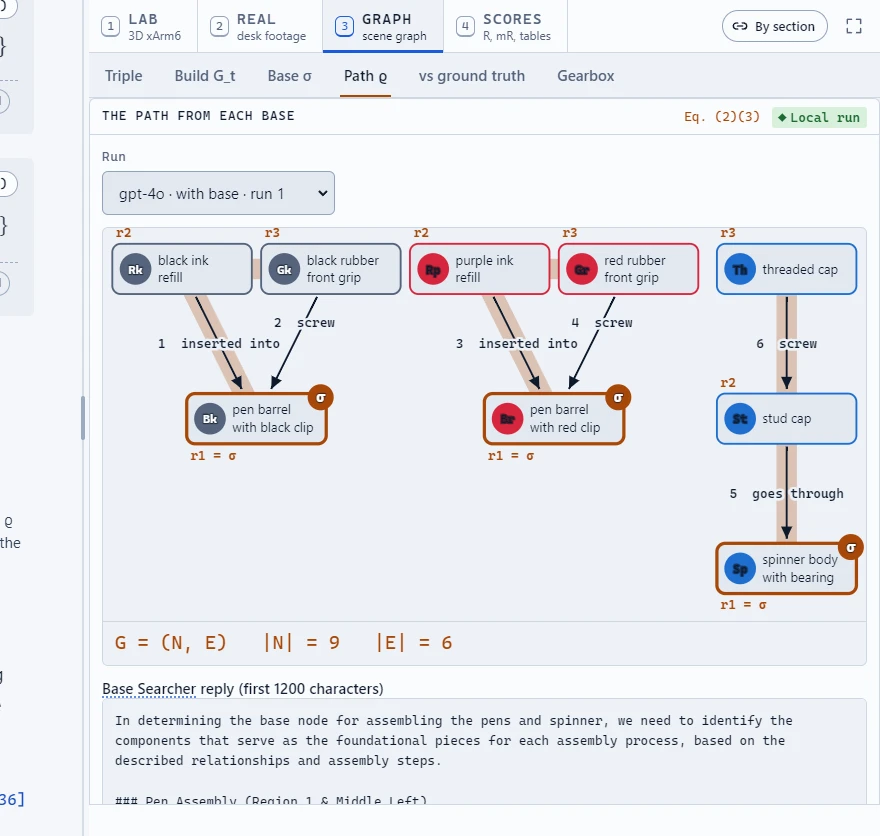 1 LAB
3D xArm6
2 REAL
desk footage
3 GRAPH
scene graph
4 SCORES
R, mR, tables
By section
Triple
Build G_t
Base σ
Path ϱ
vs ground truth
Gearbox
THE PATH FROM EACH BASE
Eq. (2)(3)
◆ Local run
Run
gpt-4o · with base · run 1
r2
r3
r2
r3
r3
Rk
black ink
refill
Gk
black rubber
front grip
Rp
purple ink
refill
Gr
red rubber
front grip
Th
threaded cap
2 screw
4 screw
1 inserted into
3 inserted into
6 screw
r2
σ
Bk
pen barrel
with black clip
r1 = σ
σ
Br
pen barrel
with red clip
r1 = σ
St
stud cap
5 goes through
σ
Sp
spinner body
with bearing
r1 = σ
G = (N, E) |N| = 9 |E| = 6
Base Searcher reply (first 1200 characters)
In determining the base node for assembling the pens and spinner, we need to identify the
components that serve as the foundational pieces for each assembly process, based on the
described relationships and assembly steps.
### Pen Assembly (Region 1 & Middle Left)
}
}
ϱ
the
36]